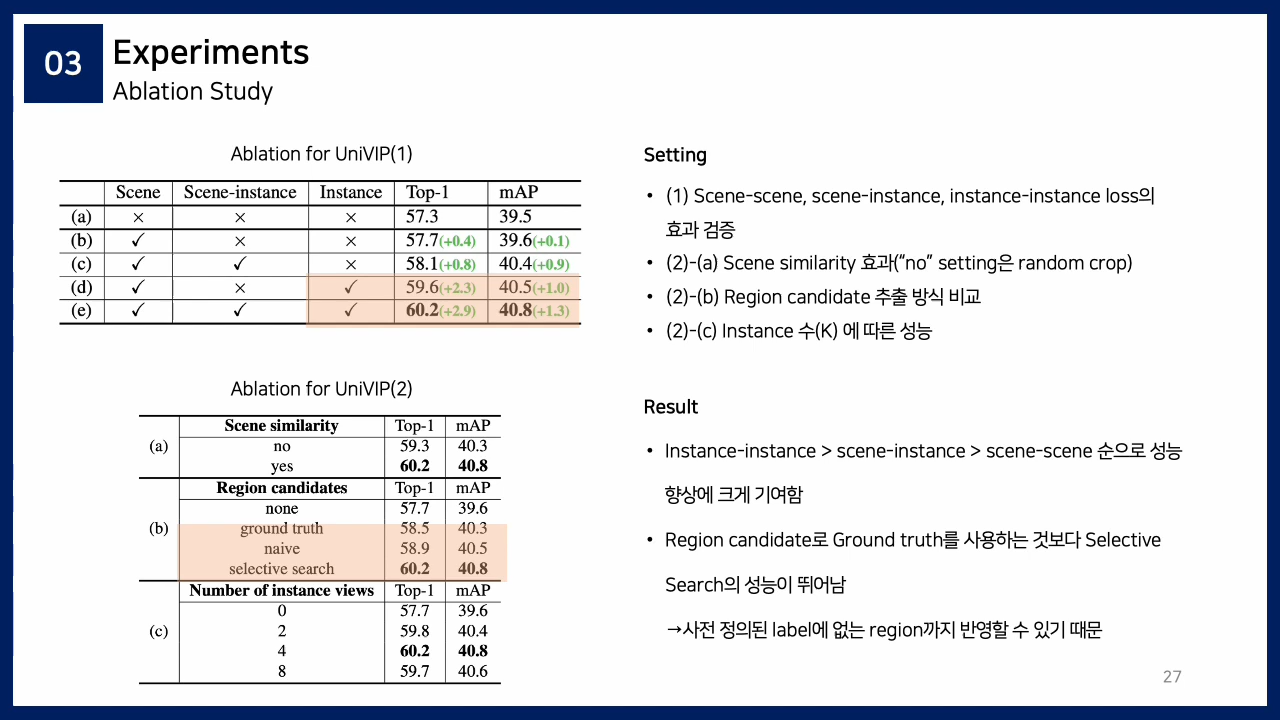 03
Experiments
Ablation Study
Ablation for UniVIP(1)
Scene Scene-instance Instance Top-1 mAP
(a) × × × 57.3 39.5
(b) ✓ × × 57.7(+0.4) 39.6(+0.1)
(c) ✓ ✓ × 58.1(+0.8) 40.4(+0.9)
(d) ✓ × ✓ 59.6(+2.3) 40.5(+1.0)
(e) ✓ ✓ ✓ 60.2(+2.9) 40.8(+1.3)
Ablation for UniVIP(2)
Scene similarity Top-1 mAP
(a) no 59.3 40.3
yes 60.2 40.8
Region candidates Top-1 mAP
none 57.7 39.6
(b) ground truth 58.5 40.3
naive 58.9 40.5
selective search 60.2 40.8
Number of instance views Top-1 mAP
0 57.7 39.6
(c) 2 59.8 40.4
4 60.2 40.8
8 59.7 40.6
Setting
• (1) Scene-scene, scene-instance, instance-instance loss의
효과 검증
• (2)-(a) Scene similarity 효과(“no” setting은 random crop)
• (2)-(b) Region candidate 추출 방식 비교
• (2)-(c) Instance 수(K) 에 따른 성능
Result
• Instance-instance > scene-instance > scene-scene 순으로 성능
향상에 크게 기여함
• Region candidate로 Ground truth를 사용하는 것보다 Selective
Search의 성능이 뛰어남
→사전 정의된 label에 없는 region까지 반영할 수 있기 때문
27